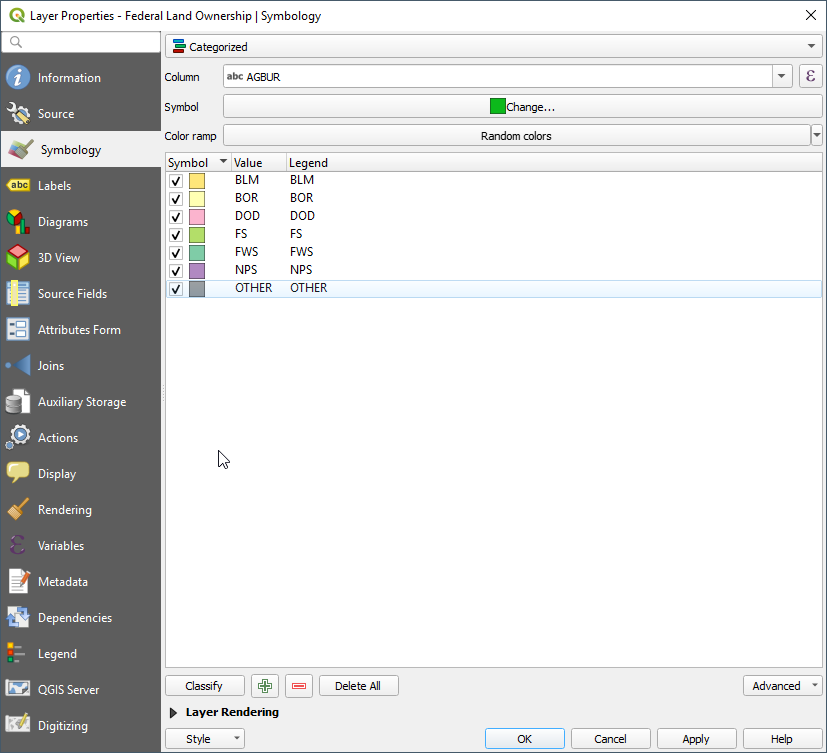 Layer Properties - Federal Land Ownership | Symbology
Information
Source
Symbology
abc Labels
Diagrams
3D View
Source Fields
Attributes Form
Joins
Auxiliary Storage
Actions
Display
Rendering
Variables
Metadata
Dependencies
Legend
QGIS Server
Digitizing
Categorized
Column abc AGBUR ε
Symbol Change...
Color ramp Random colors
Symbol Value Legend
BLM BLM
BOR BOR
DOD DOD
FS FS
FWS FWS
NPS NPS
OTHER OTHER
Classify Delete All Advanced
Layer Rendering
Style OK Cancel Apply Help